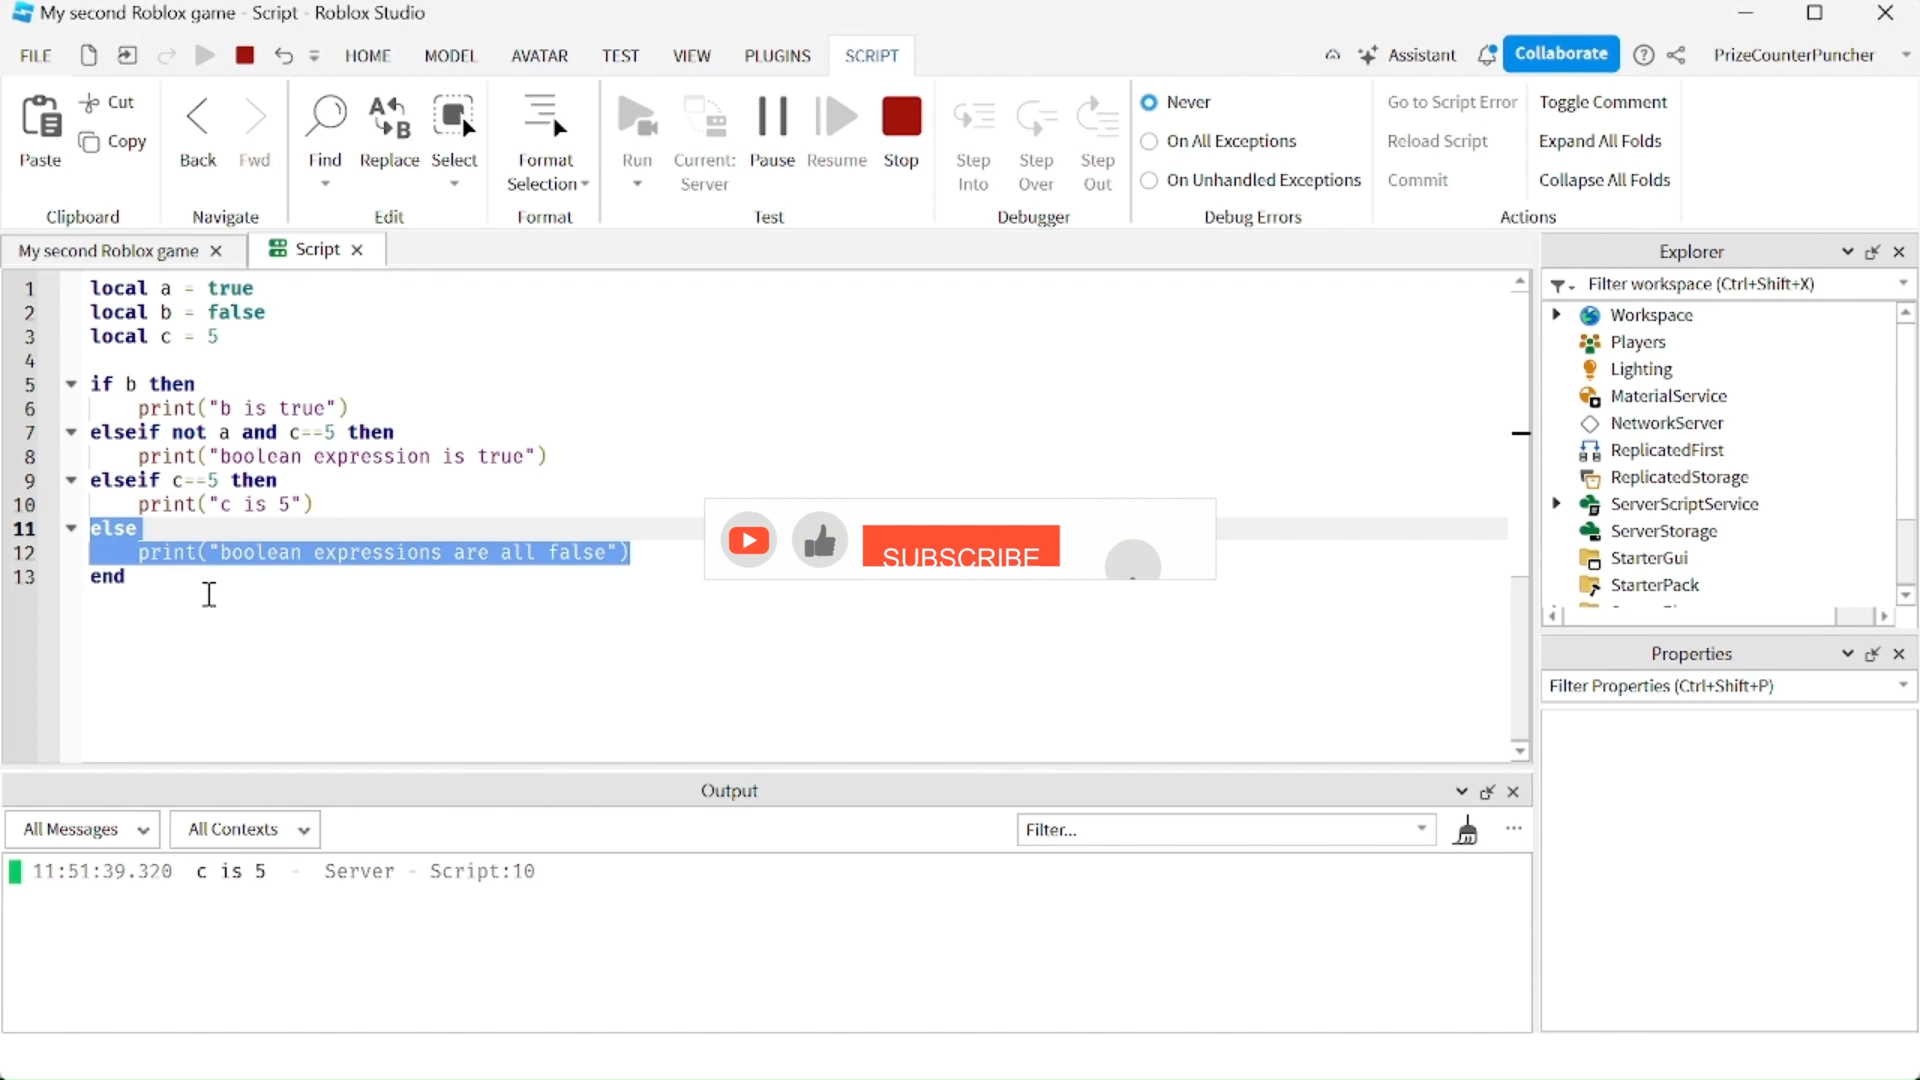 My second Roblox game - Script - Roblox Studio
FILE HOME MODEL AVATAR TEST VIEW PLUGINS SCRIPT Assistant Collaborate PrizeCounterPuncher
Paste Cut Copy
Clipboard
Back Fwd
Navigate
Find Replace Select
Edit
Format Selection
Format
Run Current: Server Pause Resume Stop
Test
Step Into Step Over Step Out
Debugger
Never
On All Exceptions
On Unhandled Exceptions
Debug Errors
Go to Script Error Toggle Comment
Reload Script Expand All Folds
Commit Collapse All Folds
Actions
My second Roblox game Script
1 local a = true
2 local b = false
3 local c = 5
4
5 if b then
6 print("b is true")
7 elseif not a and c==5 then
8 print("boolean expression is true")
9 elseif c==5 then
10 print("c is 5")
11 else
12 print("boolean expressions are all false")
13 end
SUBSCRIBE
Explorer
Filter workspace (Ctrl+Shift+X)
Workspace
Players
Lighting
MaterialService
NetworkServer
ReplicatedFirst
ReplicatedStorage
ServerScriptService
ServerStorage
StarterGui
StarterPack
Properties
Filter Properties (Ctrl+Shift+P)
Output
All Messages All Contexts Filter...
11:51:39.320 c is 5 - Server - Script:10